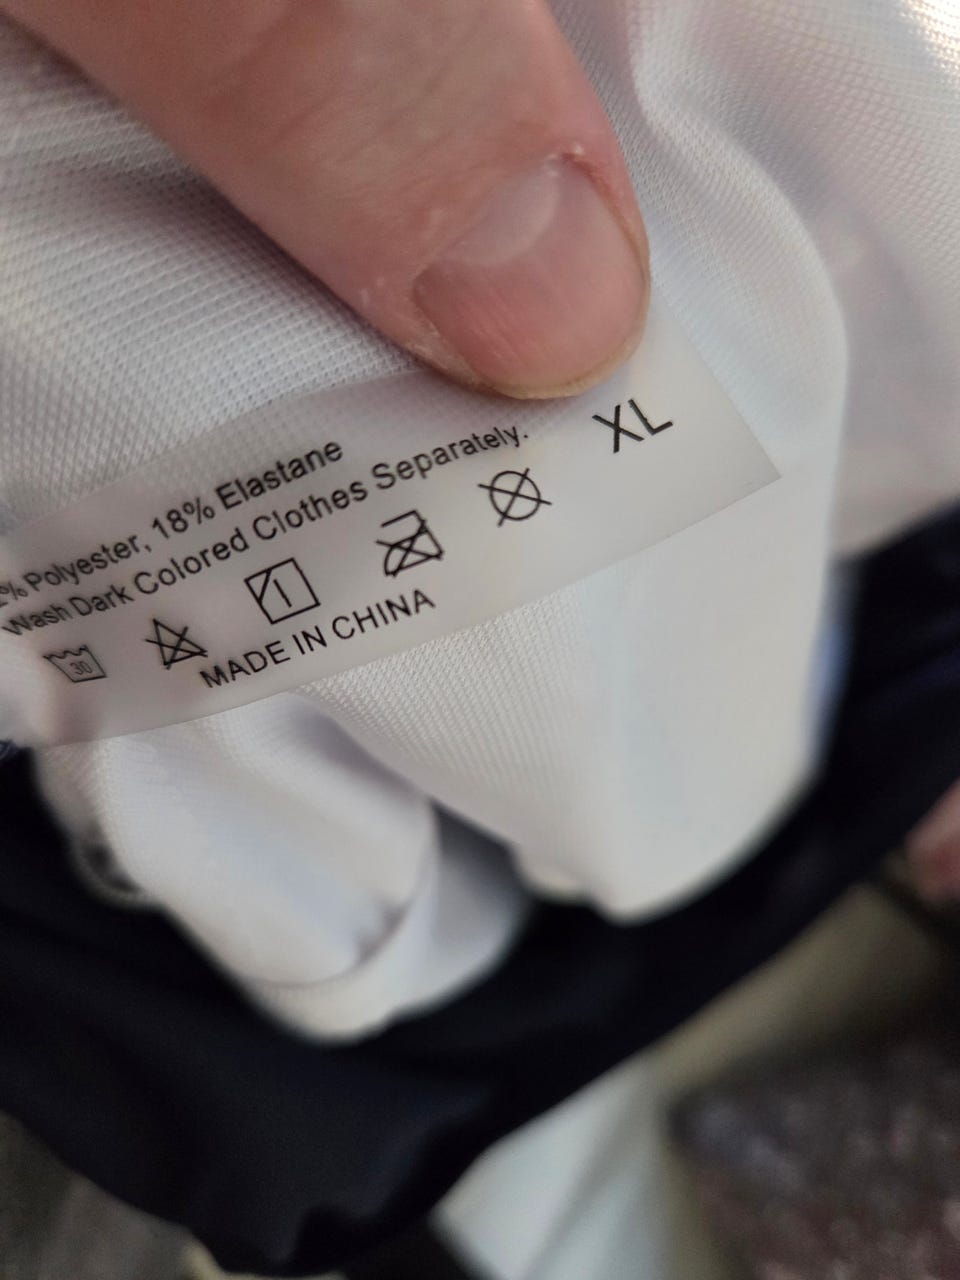 % Polyester, 18% Elastane
Wash Dark Colored Clothes Separately.
XL
30
MADE IN CHINA